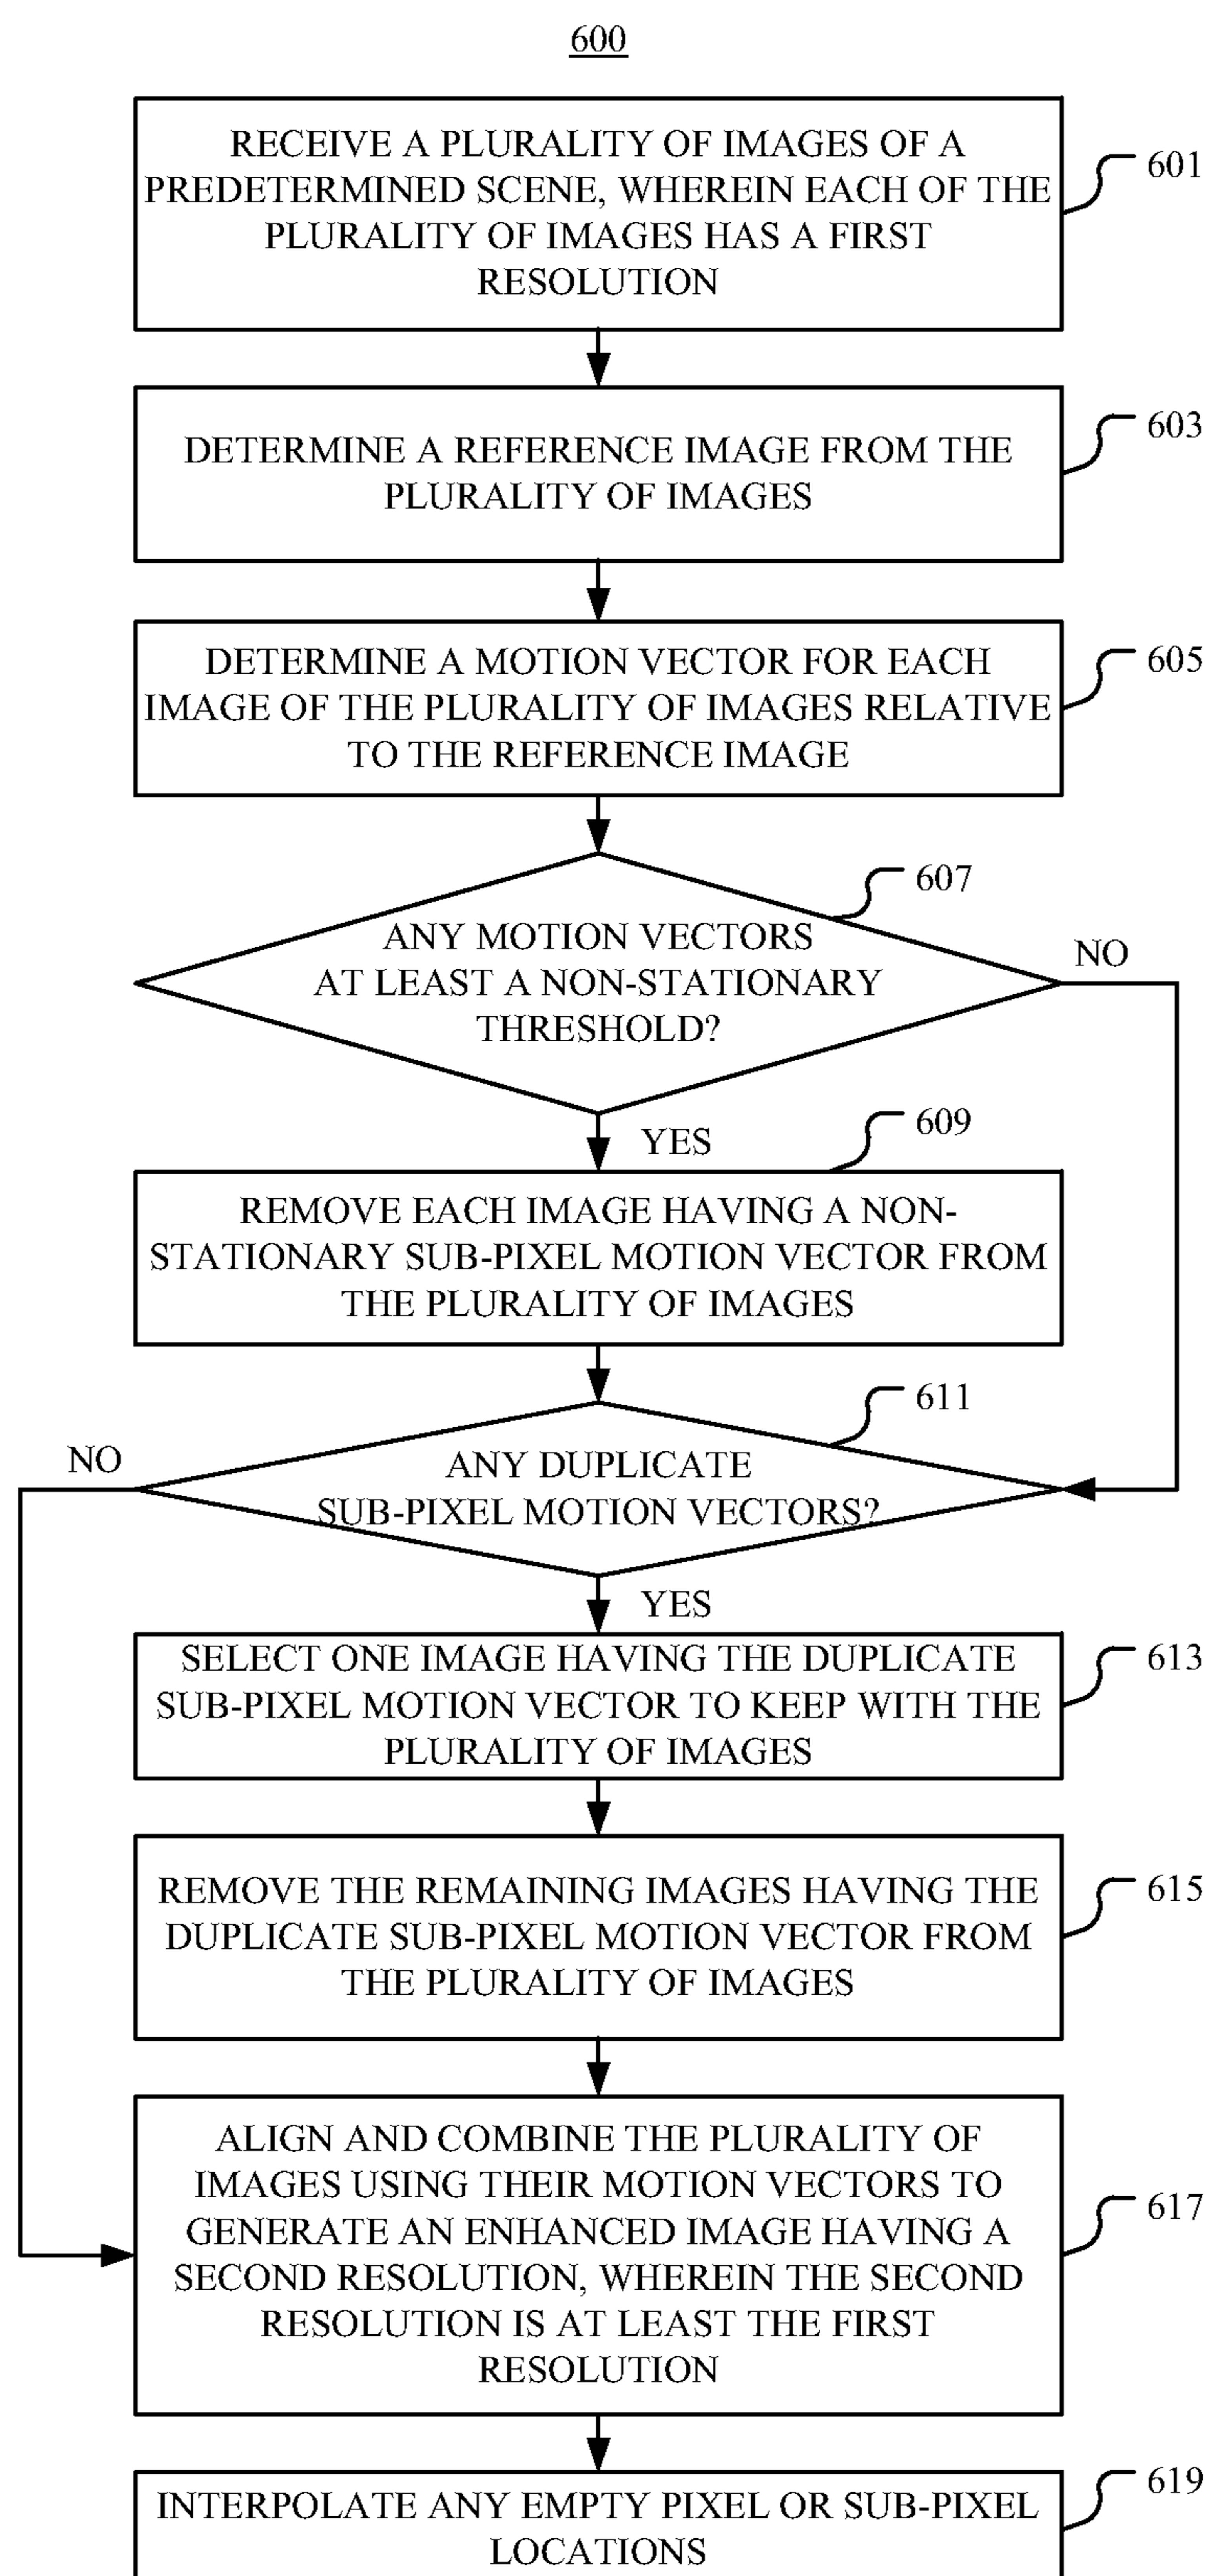 600
RECEIVE A PLURALITY OF IMAGES OF A
PREDETERMINED SCENE, WHEREIN EACH OF THE
PLURALITY OF IMAGES HAS A FIRST
RESOLUTION
601
DETERMINE A REFERENCE IMAGE FROM THE
PLURALITY OF IMAGES
603
DETERMINE A MOTION VECTOR FOR EACH
IMAGE OF THE PLURALITY OF IMAGES RELATIVE
TO THE REFERENCE IMAGE
605
607
ANY MOTION VECTORS
AT LEAST A NON-STATIONARY
THRESHOLD?
NO
YES
609
REMOVE EACH IMAGE HAVING A NON-
STATIONARY SUB-PIXEL MOTION VECTOR FROM
THE PLURALITY OF IMAGES
611
NO
ANY DUPLICATE
SUB-PIXEL MOTION VECTORS?
YES
SELECT ONE IMAGE HAVING THE DUPLICATE
SUB-PIXEL MOTION VECTOR TO KEEP WITH THE
PLURALITY OF IMAGES
613
REMOVE THE REMAINING IMAGES HAVING THE
DUPLICATE SUB-PIXEL MOTION VECTOR FROM
THE PLURALITY OF IMAGES
615
ALIGN AND COMBINE THE PLURALITY OF
IMAGES USING THEIR MOTION VECTORS TO
GENERATE AN ENHANCED IMAGE HAVING A
SECOND RESOLUTION, WHEREIN THE SECOND
RESOLUTION IS AT LEAST THE FIRST
RESOLUTION
617
INTERPOLATE ANY EMPTY PIXEL OR SUB-PIXEL
LOCATIONS
619